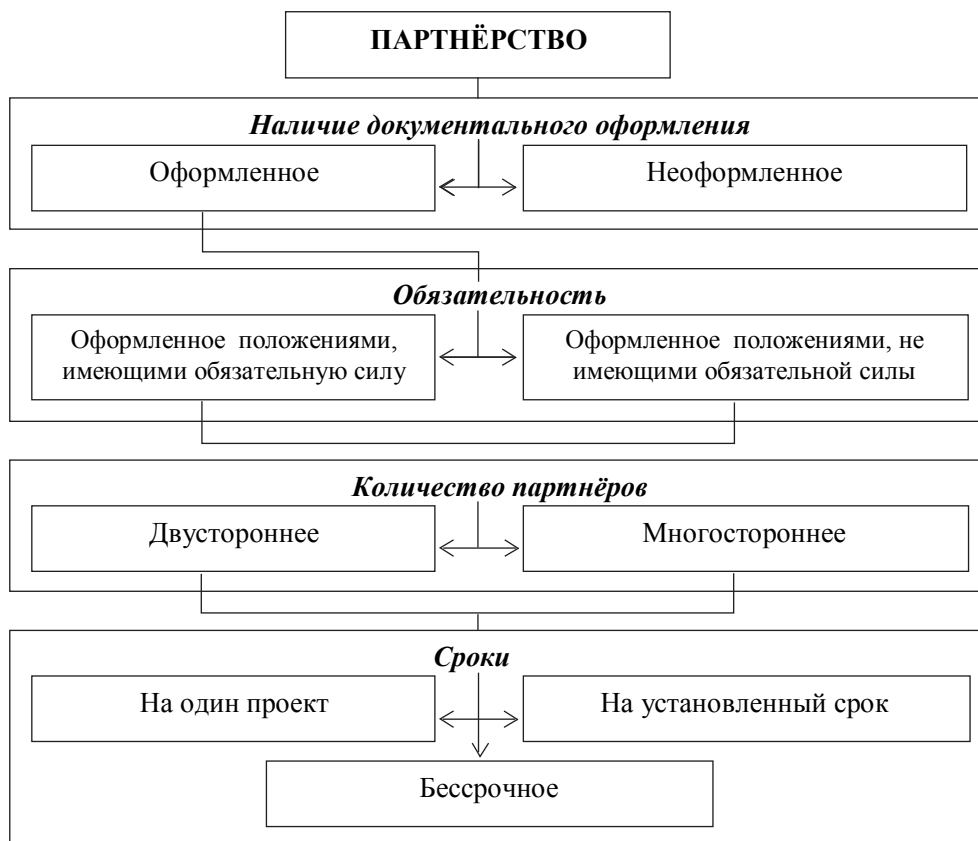 ПАРТНЁРСТВО
Наличие документального оформления
Оформленное
Неоформленное
Обязательность
Оформленное положениями,
имеющими обязательную силу
Оформленное положениями, не
имеющими обязательной силы
Количество партнёров
Двустороннее
Многостороннее
Сроки
На один проект
На установленный срок
Бессрочное